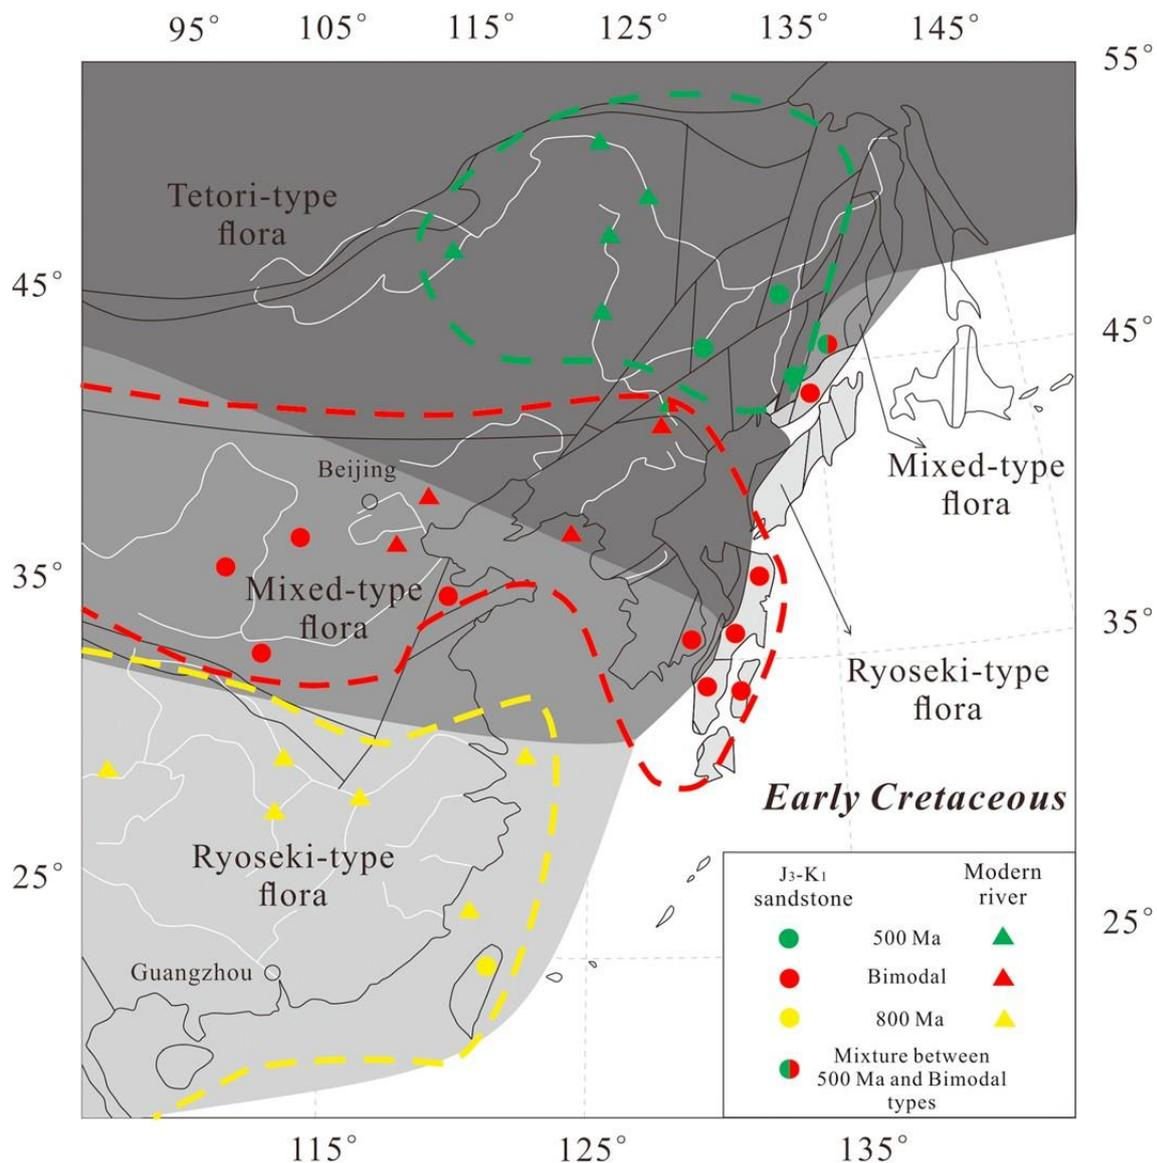 95° 105° 115° 125° 135° 145°
55°
Tetori-type
flora
45°
45°
Mixed-type
flora
Beijing
35°
Mixed-type
flora
35°
Ryoseki-type
flora
Early Cretaceous
Ryoseki-type
flora
25°
25°
Guangzhou
J₃-K₁
sandstone
Modern
river
500 Ma
Bimodal
800 Ma
Mixture between
500 Ma and Bimodal
types
115° 125° 135°